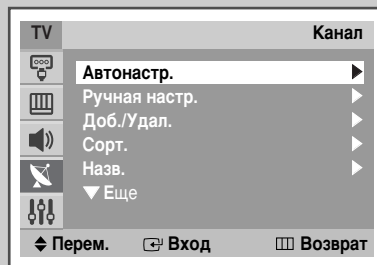 TV Канал
Автонастр.
Ручная настр.
Доб./Удал.
Сорт.
Назв.
Еще
Перем. Вход Возврат